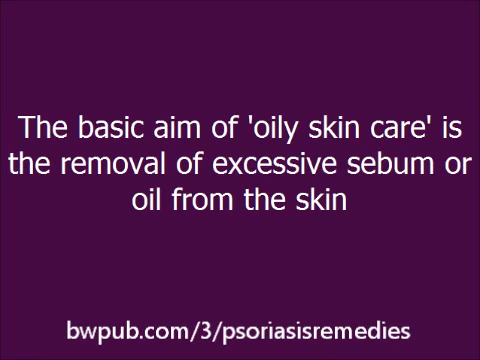 The basic aim of 'oily skin care' is
the removal of excessive sebum or
oil from the skin
bwpub.com/3/psoriasisremedies